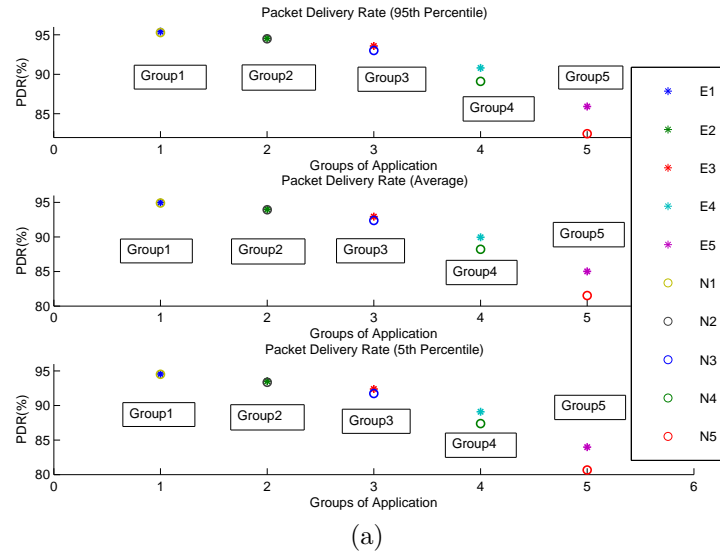 Packet Delivery Rate (95th Percentile)
95
90
85
PDR(%)
Group1
Group2
Group3
Group4
Group5
0 1 2 3 4 5
Groups of Application
Packet Delivery Rate (Average)
95
90
85
80
PDR(%)
Group1
Group2
Group3
Group4
Group5
0 1 2 3 4 5
Groups of Application
Packet Delivery Rate (5th Percentile)
95
90
85
80
PDR(%)
Group1
Group2
Group3
Group4
Group5
0 1 2 3 4 5 6
Groups of Application
E1
E2
E3
E4
E5
N1
N2
N3
N4
N5
(a)